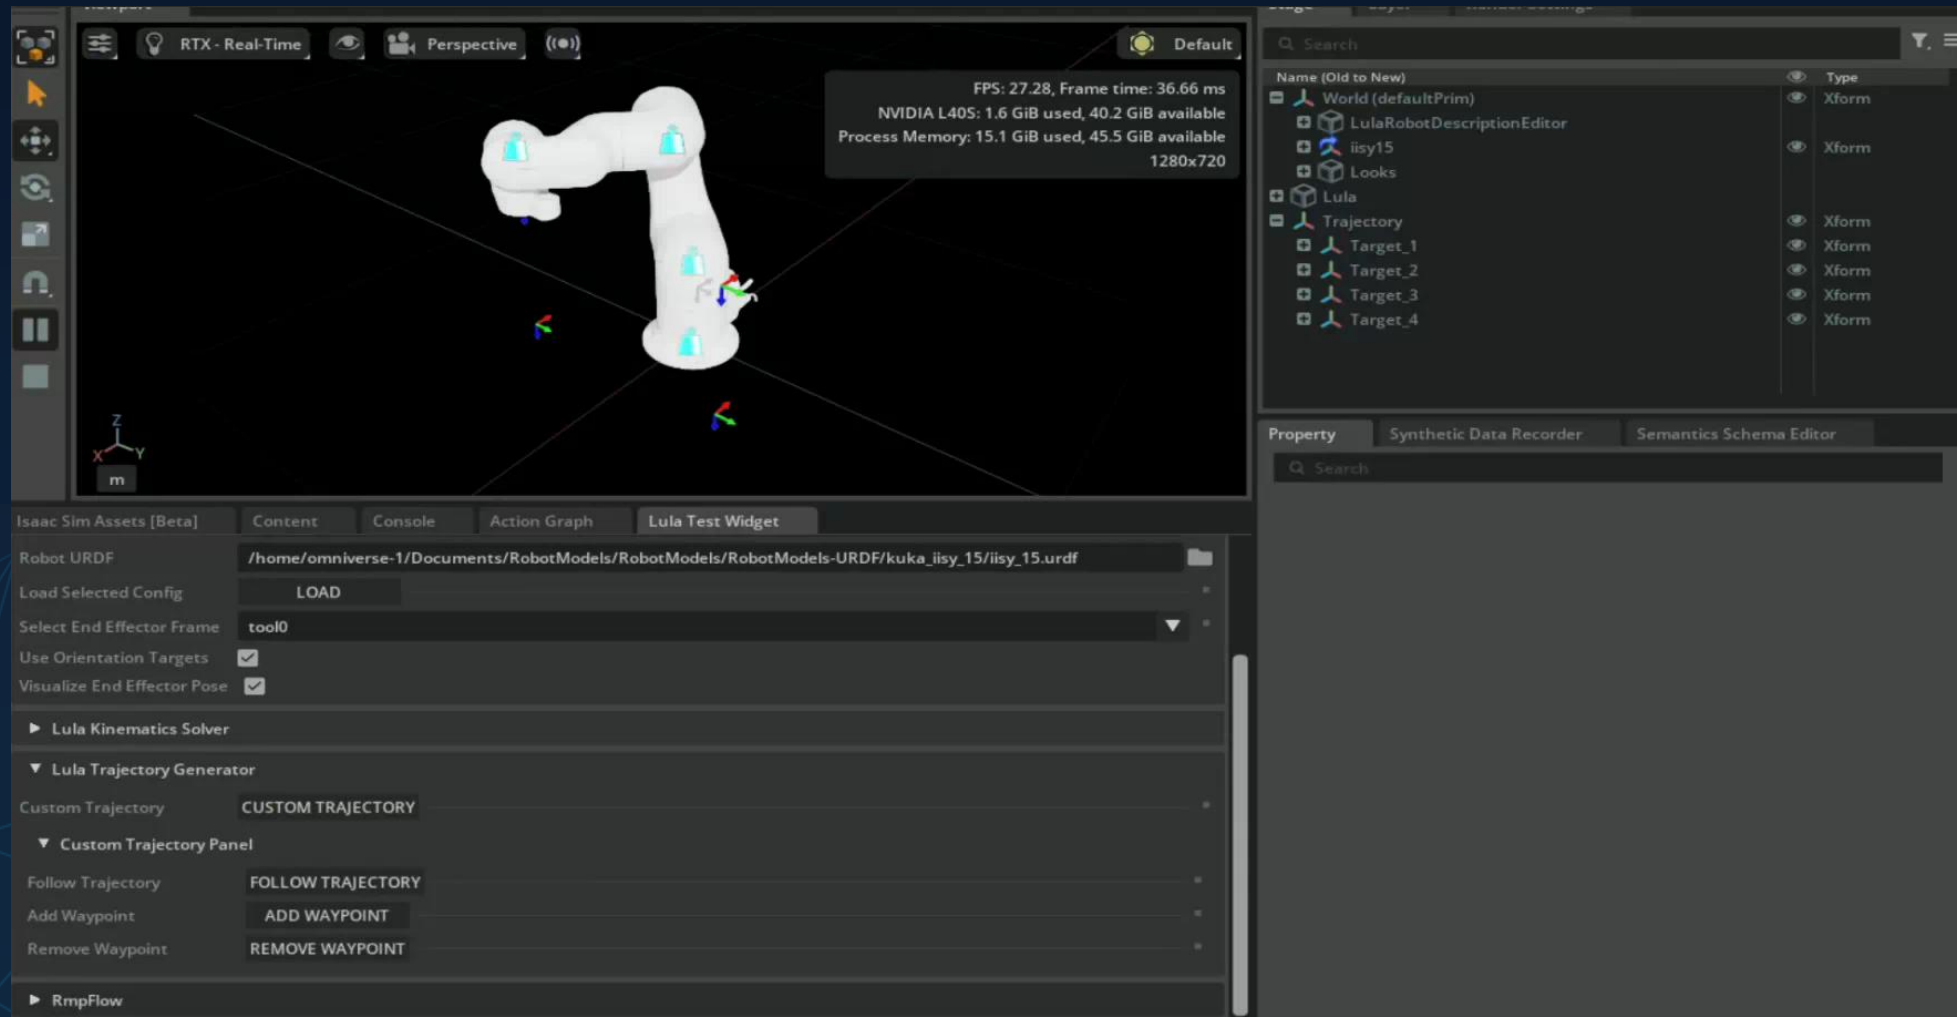 Viewport
RTX - Real-Time
Perspective
Default
FPS: 27.28, Frame time: 36.66 ms
NVIDIA L40S: 1.6 GiB used, 40.2 GiB available
Process Memory: 15.1 GiB used, 45.5 GiB available
1280x720
Z
X
Y
m
Stage
Layer
Render Settings
Search
Name (Old to New)
Type
World (defaultPrim)
Xform
LulaRobotDescriptionEditor
iisy15
Xform
Looks
Lula
Trajectory
Xform
Target_1
Xform
Target_2
Xform
Target_3
Xform
Target_4
Xform
Property
Synthetic Data Recorder
Semantics Schema Editor
Search
Isaac Sim Assets [Beta]
Content
Console
Action Graph
Lula Test Widget
Robot URDF
/home/omniverse-1/Documents/RobotModels/RobotModels/RobotModels-URDF/kuka_iisy_15/iisy_15.urdf
Load Selected Config
LOAD
Select End Effector Frame
tool0
Use Orientation Targets
Visualize End Effector Pose
Lula Kinematics Solver
Lula Trajectory Generator
Custom Trajectory
CUSTOM TRAJECTORY
Custom Trajectory Panel
Follow Trajectory
FOLLOW TRAJECTORY
Add Waypoint
ADD WAYPOINT
Remove Waypoint
REMOVE WAYPOINT
RmpFlow